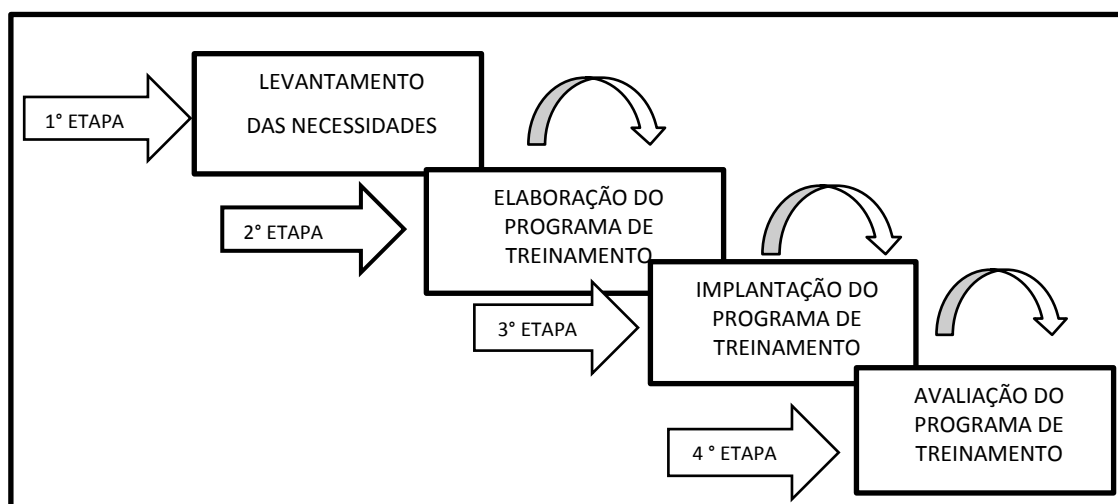 1° ETAPA
LEVANTAMENTO
DAS NECESSIDADES
2° ETAPA
ELABORAÇÃO DO
PROGRAMA DE
TREINAMENTO
3° ETAPA
IMPLANTAÇÃO DO
PROGRAMA DE
TREINAMENTO
4 ° ETAPA
AVALIAÇÃO DO
PROGRAMA DE
TREINAMENTO